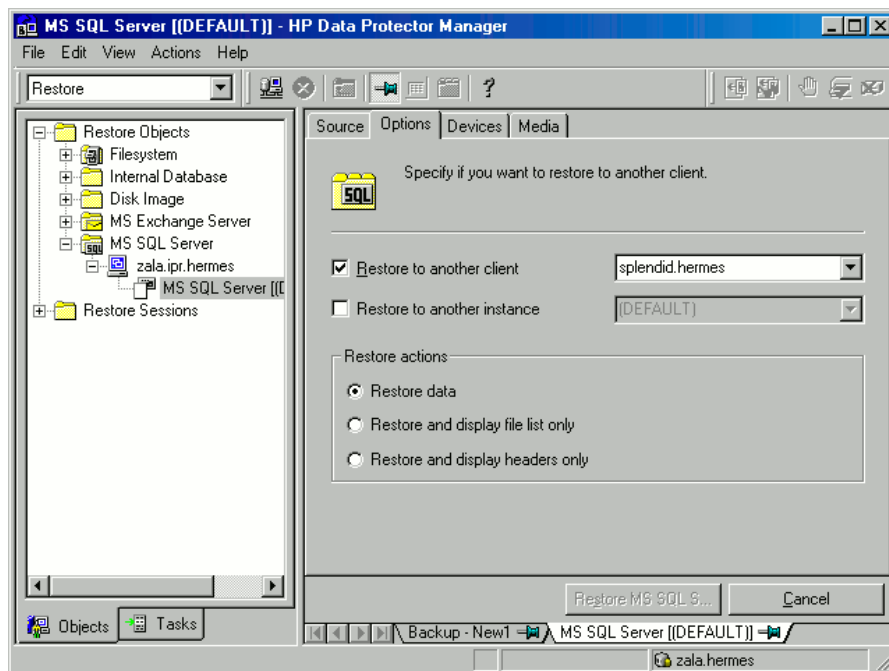 MS SQL Server [(DEFAULT)] - HP Data Protector Manager
File Edit View Actions Help
Restore
Restore Objects
Filesystem
Internal Database
Disk Image
MS Exchange Server
MS SQL Server
zala.ipr.hermes
MS SQL Server [(D
Restore Sessions
Objects
Tasks
Source Options Devices Media
Specify if you want to restore to another client.
SQL
Restore to another client splendid.hermes
Restore to another instance (DEFAULT)
Restore actions
Restore data
Restore and display file list only
Restore and display headers only
Restore MS SQL S... Cancel
Backup - New1 MS SQL Server [(DEFAULT)]
zala.hermes